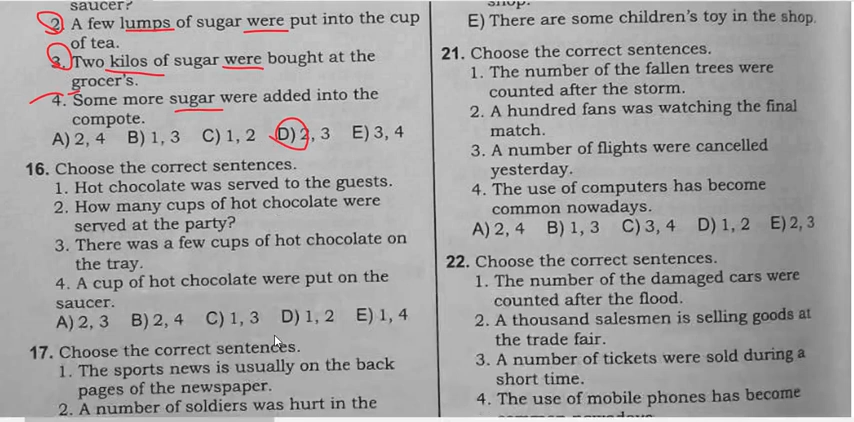 saucer?
2. A few lumps of sugar were put into the cup
of tea.
3. Two kilos of sugar were bought at the
grocer's.
4. Some more sugar were added into the
compote.
A) 2, 4 B) 1, 3 C) 1, 2 D) 2, 3 E) 3, 4
16. Choose the correct sentences.
1. Hot chocolate was served to the guests.
2. How many cups of hot chocolate were
served at the party?
3. There was a few cups of hot chocolate on
the tray.
4. A cup of hot chocolate were put on the
saucer.
A) 2, 3 B) 2, 4 C) 1, 3 D) 1, 2 E) 1, 4
17. Choose the correct sentences.
1. The sports news is usually on the back
pages of the newspaper.
2. A number of soldiers was hurt in the
shop.
E) There are some children's toy in the shop.
21. Choose the correct sentences.
1. The number of the fallen trees were
counted after the storm.
2. A hundred fans was watching the final
match.
3. A number of flights were cancelled
yesterday.
4. The use of computers has become
common nowadays.
A) 2, 4 B) 1, 3 C) 3, 4 D) 1, 2 E) 2, 3
22. Choose the correct sentences.
1. The number of the damaged cars were
counted after the flood.
2. A thousand salesmen is selling goods at
the trade fair.
3. A number of tickets were sold during a
short time.
4. The use of mobile phones has become